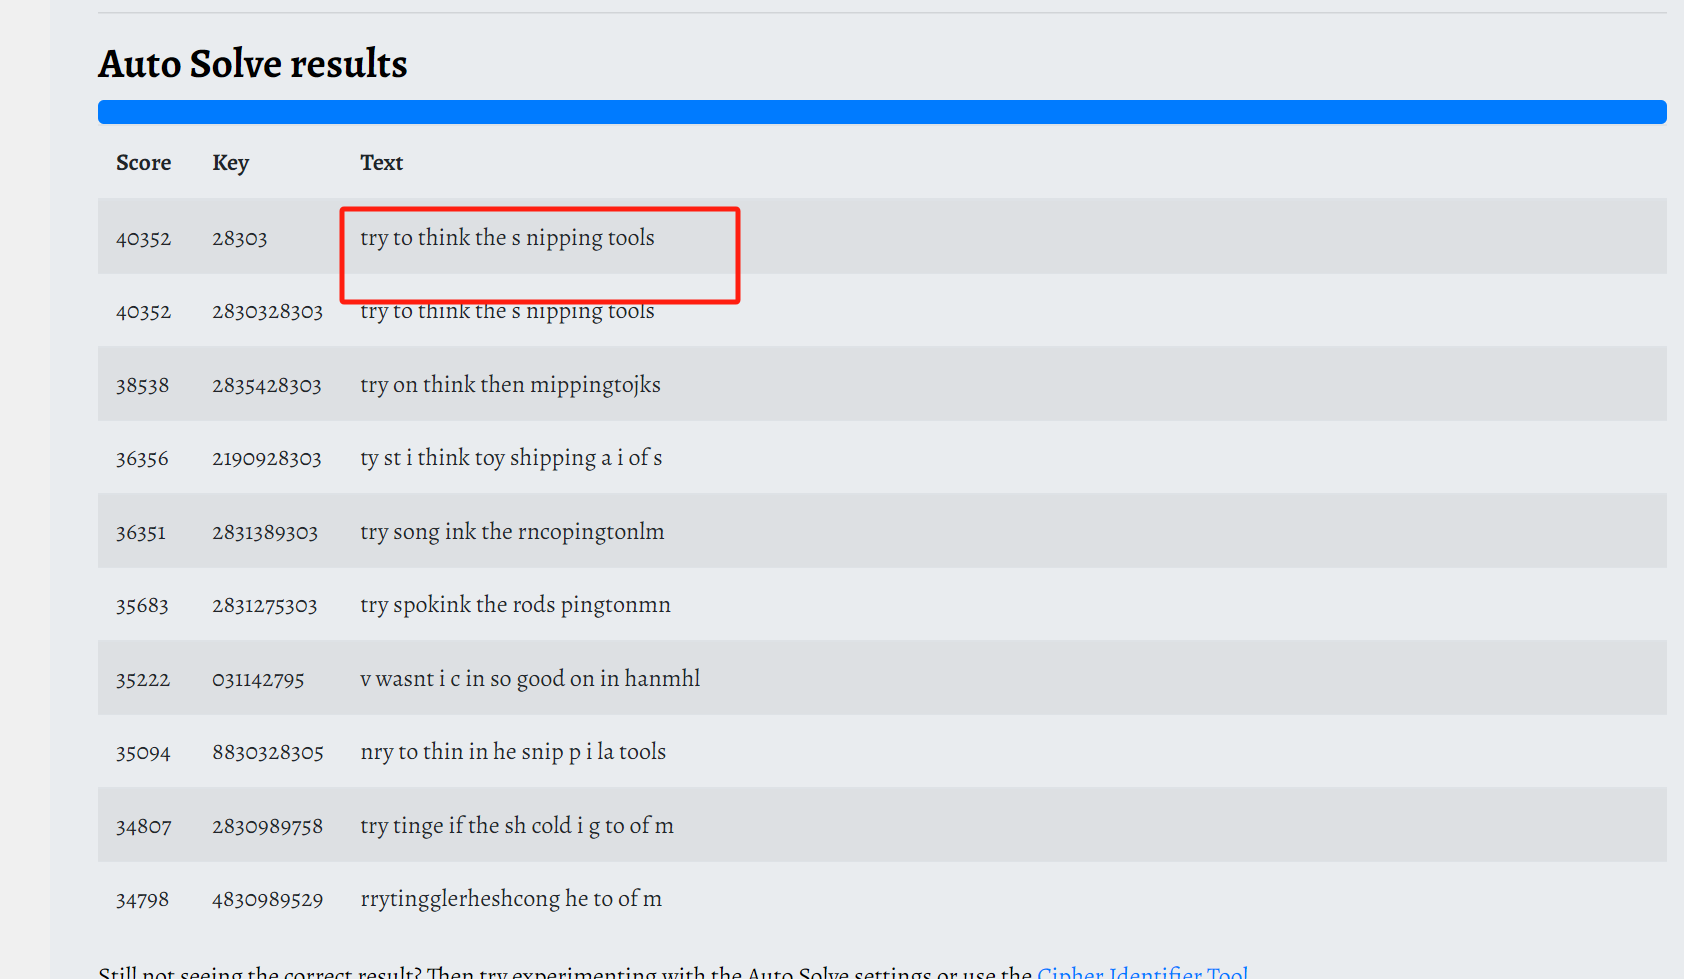 Auto Solve results
Score Key Text
40352 28303 try to think the s nipping tools
40352 2830328303 try to think the s nipping tools
38538 2835428303 try on think then mippingtojks
36356 2190928303 ty st i think toy shipping a i of s
36351 2831389303 try song ink the rncopingtonlm
35683 2831275303 try spokink the rods pingtonmn
35222 031142795 v wasnt i c in so good on in hanmhl
35094 8830328305 nry to thin in he snip p i la tools
34807 2830989758 try tinge if the sh cold i g to of m
34798 4830989529 rrytingglerheshcong he to of m
Still not seeing the correct result? Then try experimenting with the Auto Solve settings or use the Cipher Identifier Tool